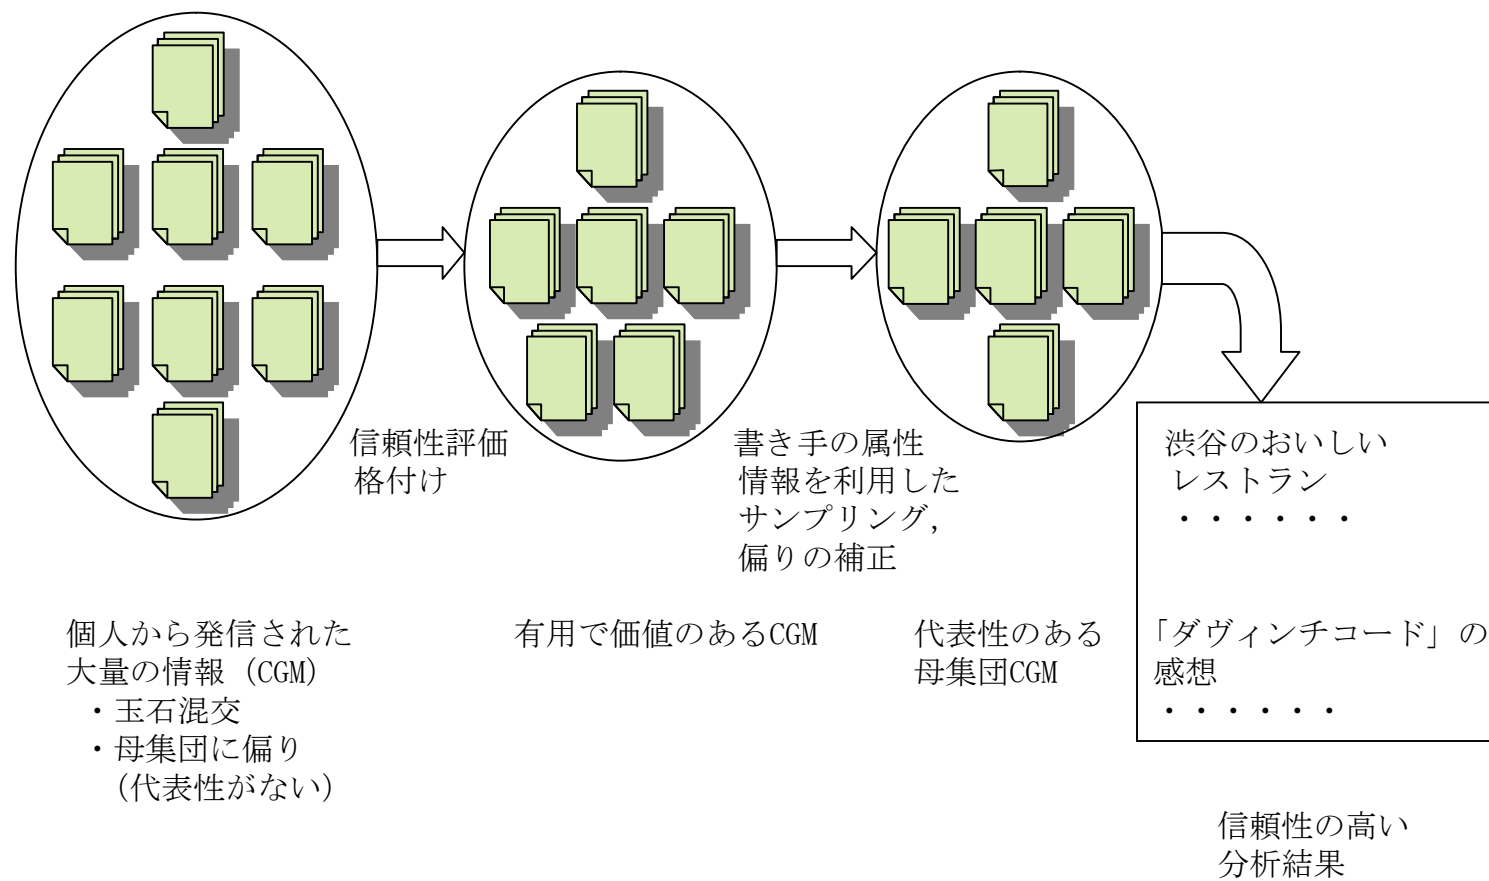 信頼性評価
格付け
書き手の属性
情報を利用した
サンプリング,
偏りの補正
渋谷のおいしい
レストラン
・・・・・・
「ダヴィンチコード」の
感想
・・・・・・
個人から発信された
大量の情報（CGM）
・玉石混交
・母集団に偏り
（代表性がない）
有用で価値のあるCGM
代表性のある
母集団CGM
信頼性の高い
分析結果